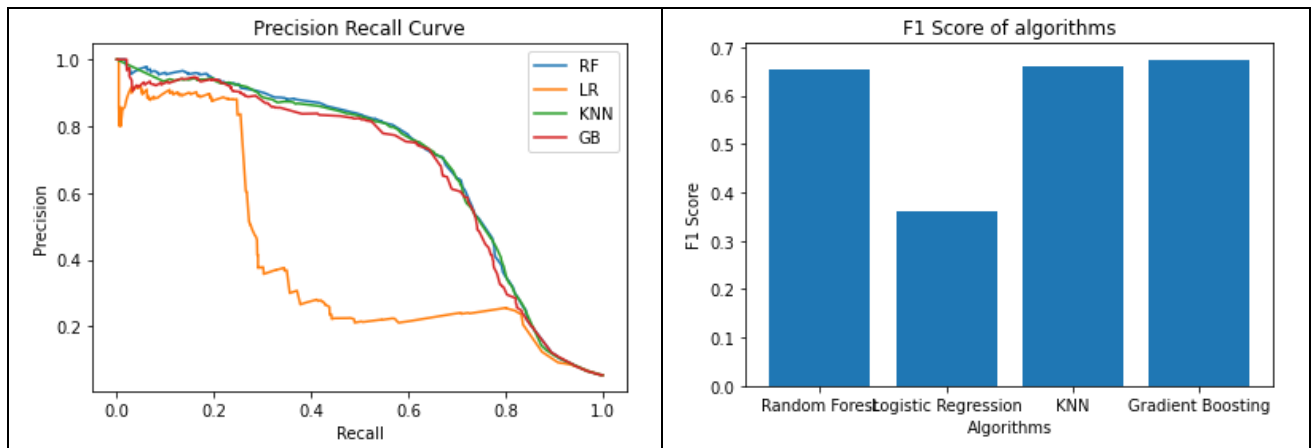 Precision Recall Curve
1.0
0.8
0.6
0.4
0.2
Precision
0.0 0.2 0.4 0.6 0.8 1.0
Recall
RF
LR
KNN
GB
F1 Score of algorithms
0.7
0.6
0.5
0.4
0.3
0.2
0.1
0.0
F1 Score
Random Forest Logistic Regression KNN Gradient Boosting
Algorithms